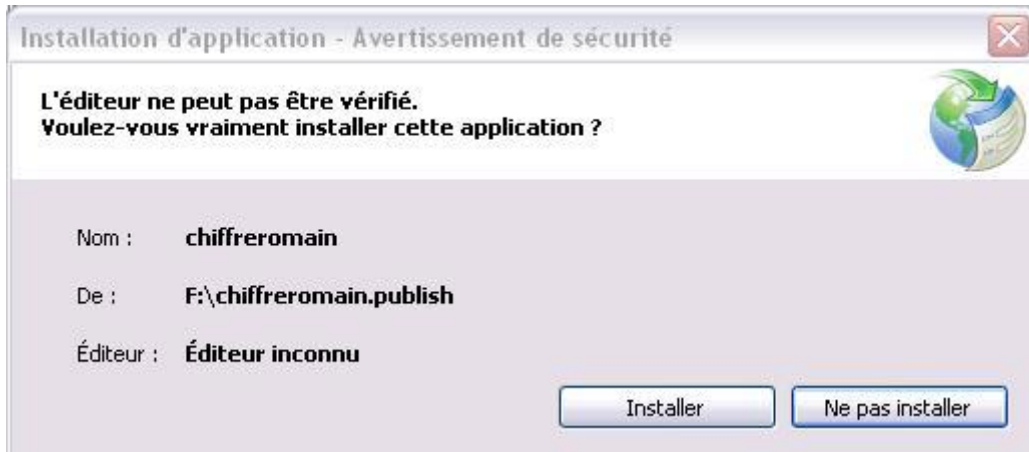 Installation d'application - Avertissement de sécurité
L'éditeur ne peut pas être vérifié.
Voulez-vous vraiment installer cette application ?
Nom : chiffreromain
De : F:\chiffreromain.publish
Éditeur : Éditeur inconnu
Installer Ne pas installer